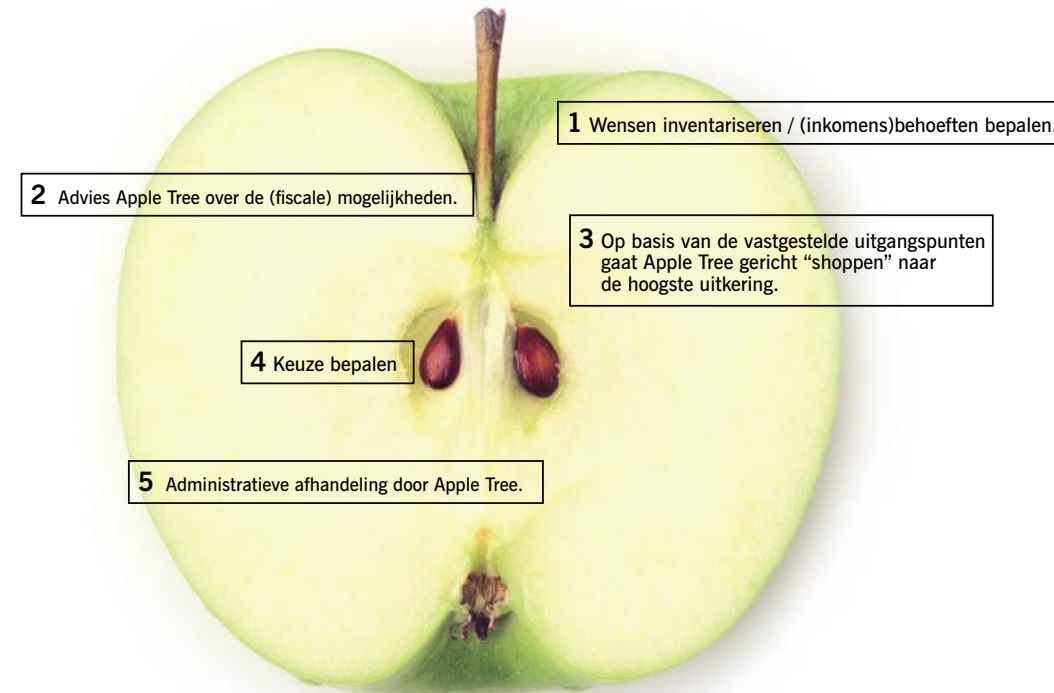 1 Wensen inventariseren / (inkomens)behoeften bepalen.
2 Advies Apple Tree over de (fiscale) mogelijkheden.
3 Op basis van de vastgestelde uitgangspunten
gaat Apple Tree gericht “shoppen” naar
de hoogste uitkering.
4 Keuze bepalen
5 Administratieve afhandeling door Apple Tree.